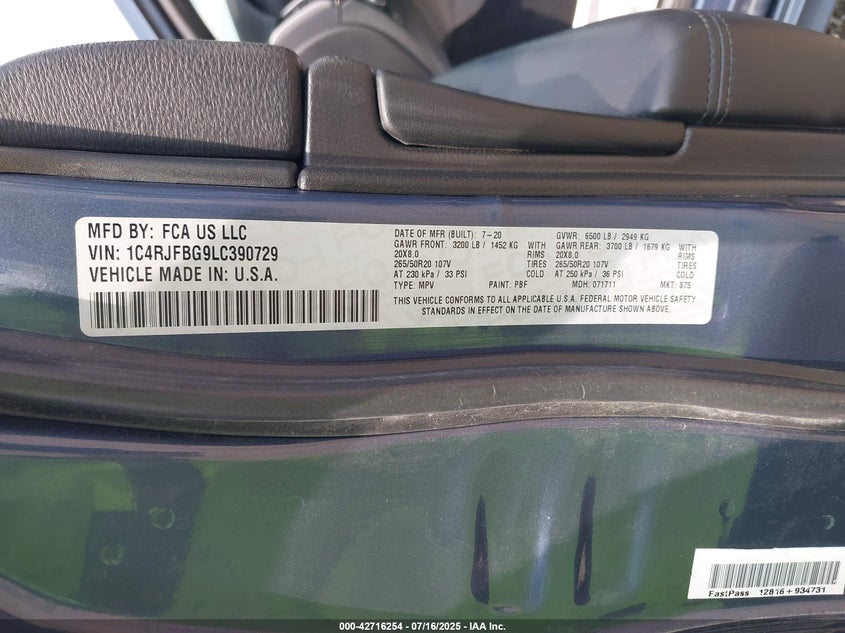 MFD BY: FCA US LLC
VIN: 1C4RJFBG9LC390729
VEHICLE MADE IN: U.S.A.
DATE OF MFR (BUILT): 7-20 GVWR: 6500 LB / 2949 KG
GAWR FRONT: 3200 LB / 1452 KG WITH GAWR REAR: 3700 LB / 1679 KG WITH
20X8.0 RIMS 20X8.0 RIMS
265/50R20 107V TIRES 265/50R20 107V TIRES
AT 230 kPa / 33 PSI COLD AT 250 kPa / 36 PSI COLD
TYPE: MPV PAINT: PBF MDH: 071711 MKT: 875
THIS VEHICLE CONFORMS TO ALL APPLICABLE U.S.A. FEDERAL MOTOR VEHICLE SAFETY
STANDARDS IN EFFECT ON THE DATE OF MANUFACTURE SHOWN ABOVE.
FastPass 12816 + 934731
000-42716254 - 07/16/2025 - IAA Inc.